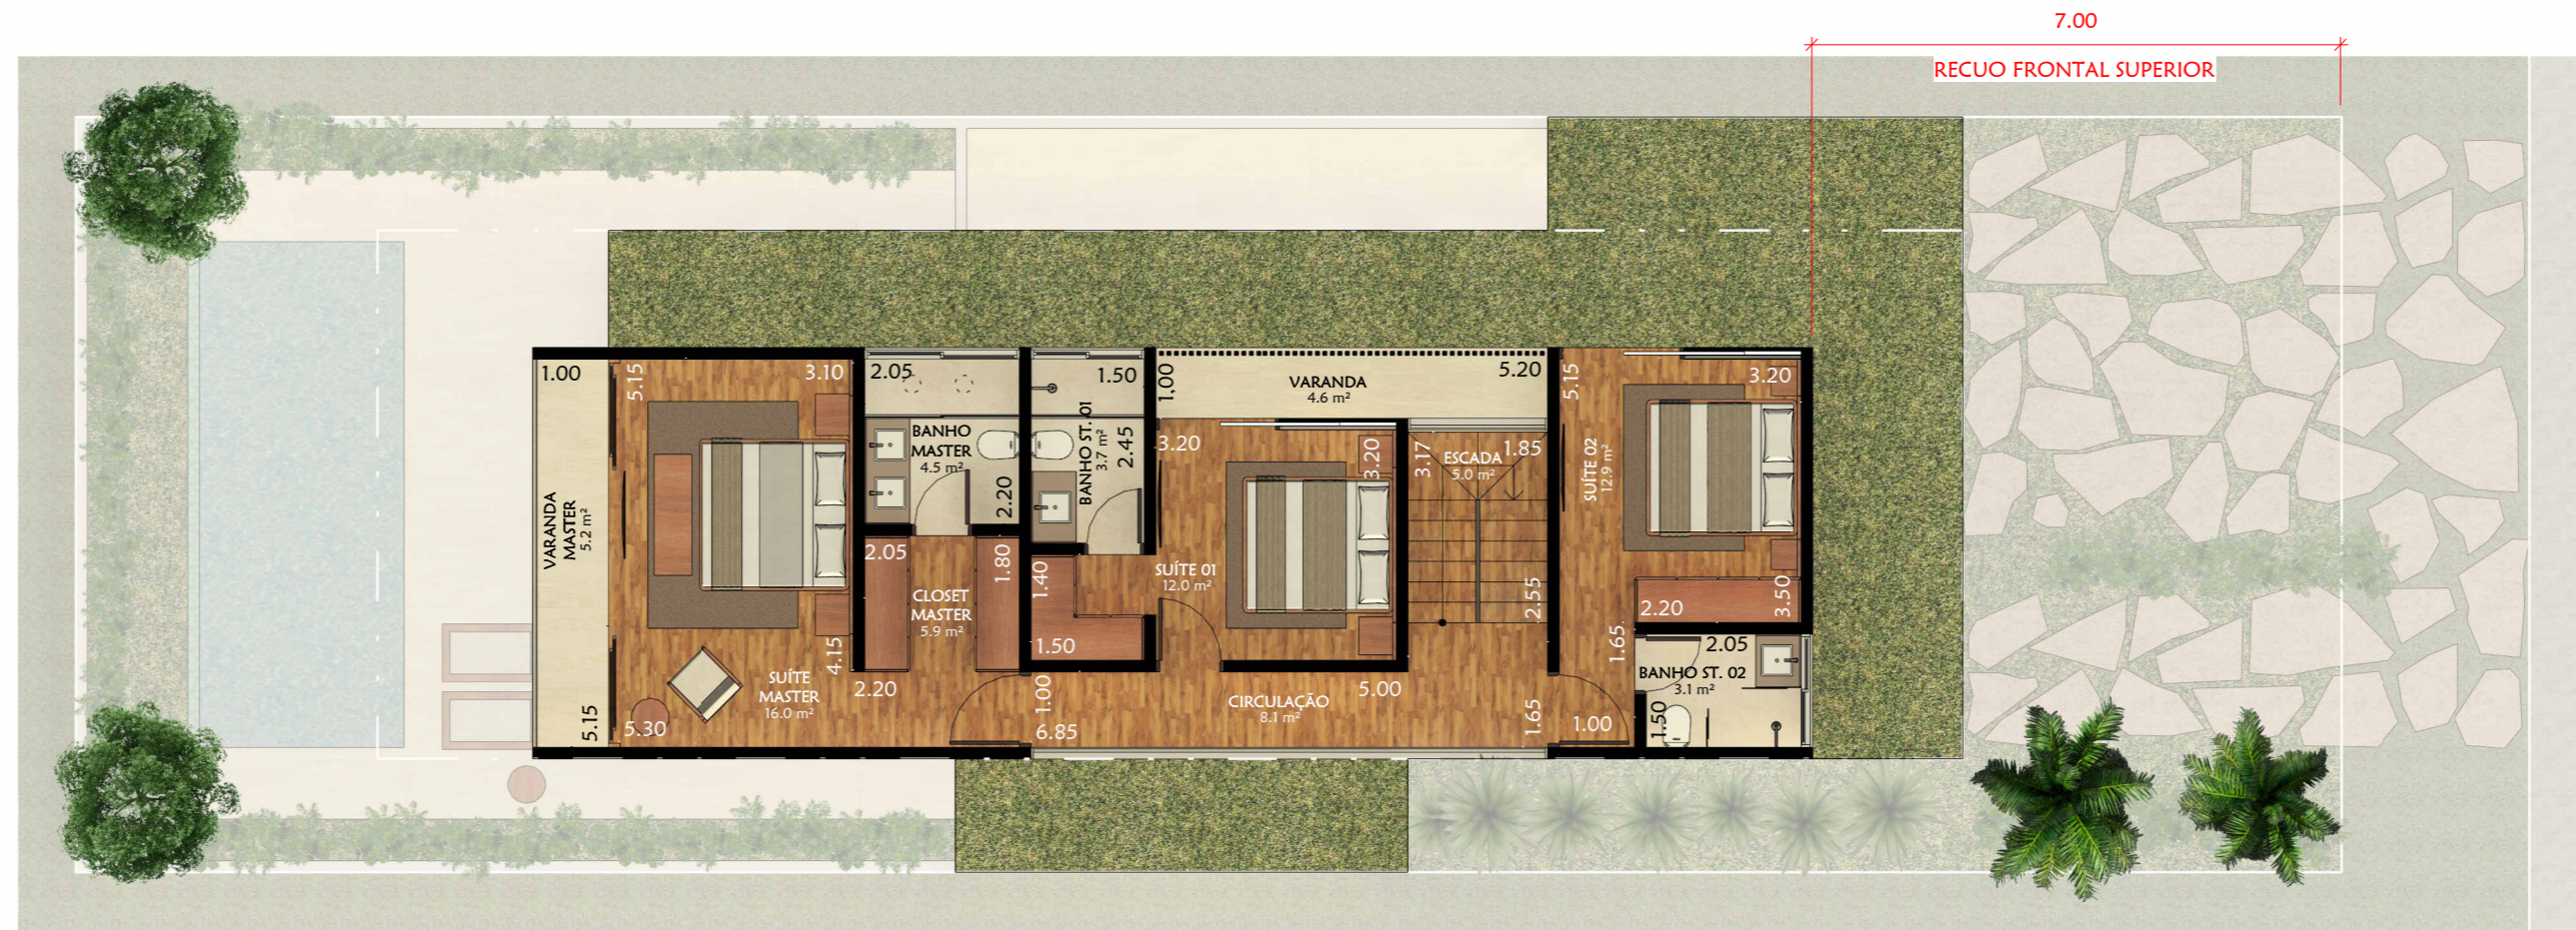 7.00
RECUO FRONTAL SUPERIOR
1.00
5.15
3.10
VARANDA
MASTER
5.2 m²
5.15
SUÍTE
MASTER
16.0 m²
5.30
4.15
2.20
2.05
BANHO
MASTER
4.5 m²
2.20
2.05
1.80
CLOSET
MASTER
5.9 m²
1.50
BANHO ST. 01
3.7 m²
2.45
1.40
1.50
1.00
5.20
VARANDA
4.6 m²
3.20
3.20
SUÍTE 01
12.0 m²
3.17
ESCADA
5.0 m²
1.85
2.55
1.00
6.85
CIRCULAÇÃO
8.1 m²
5.00
1.65
5.15
3.20
SUÍTE 02
12.9 m²
2.20
3.50
1.65
2.05
BANHO ST. 02
3.1 m²
1.50
1.00